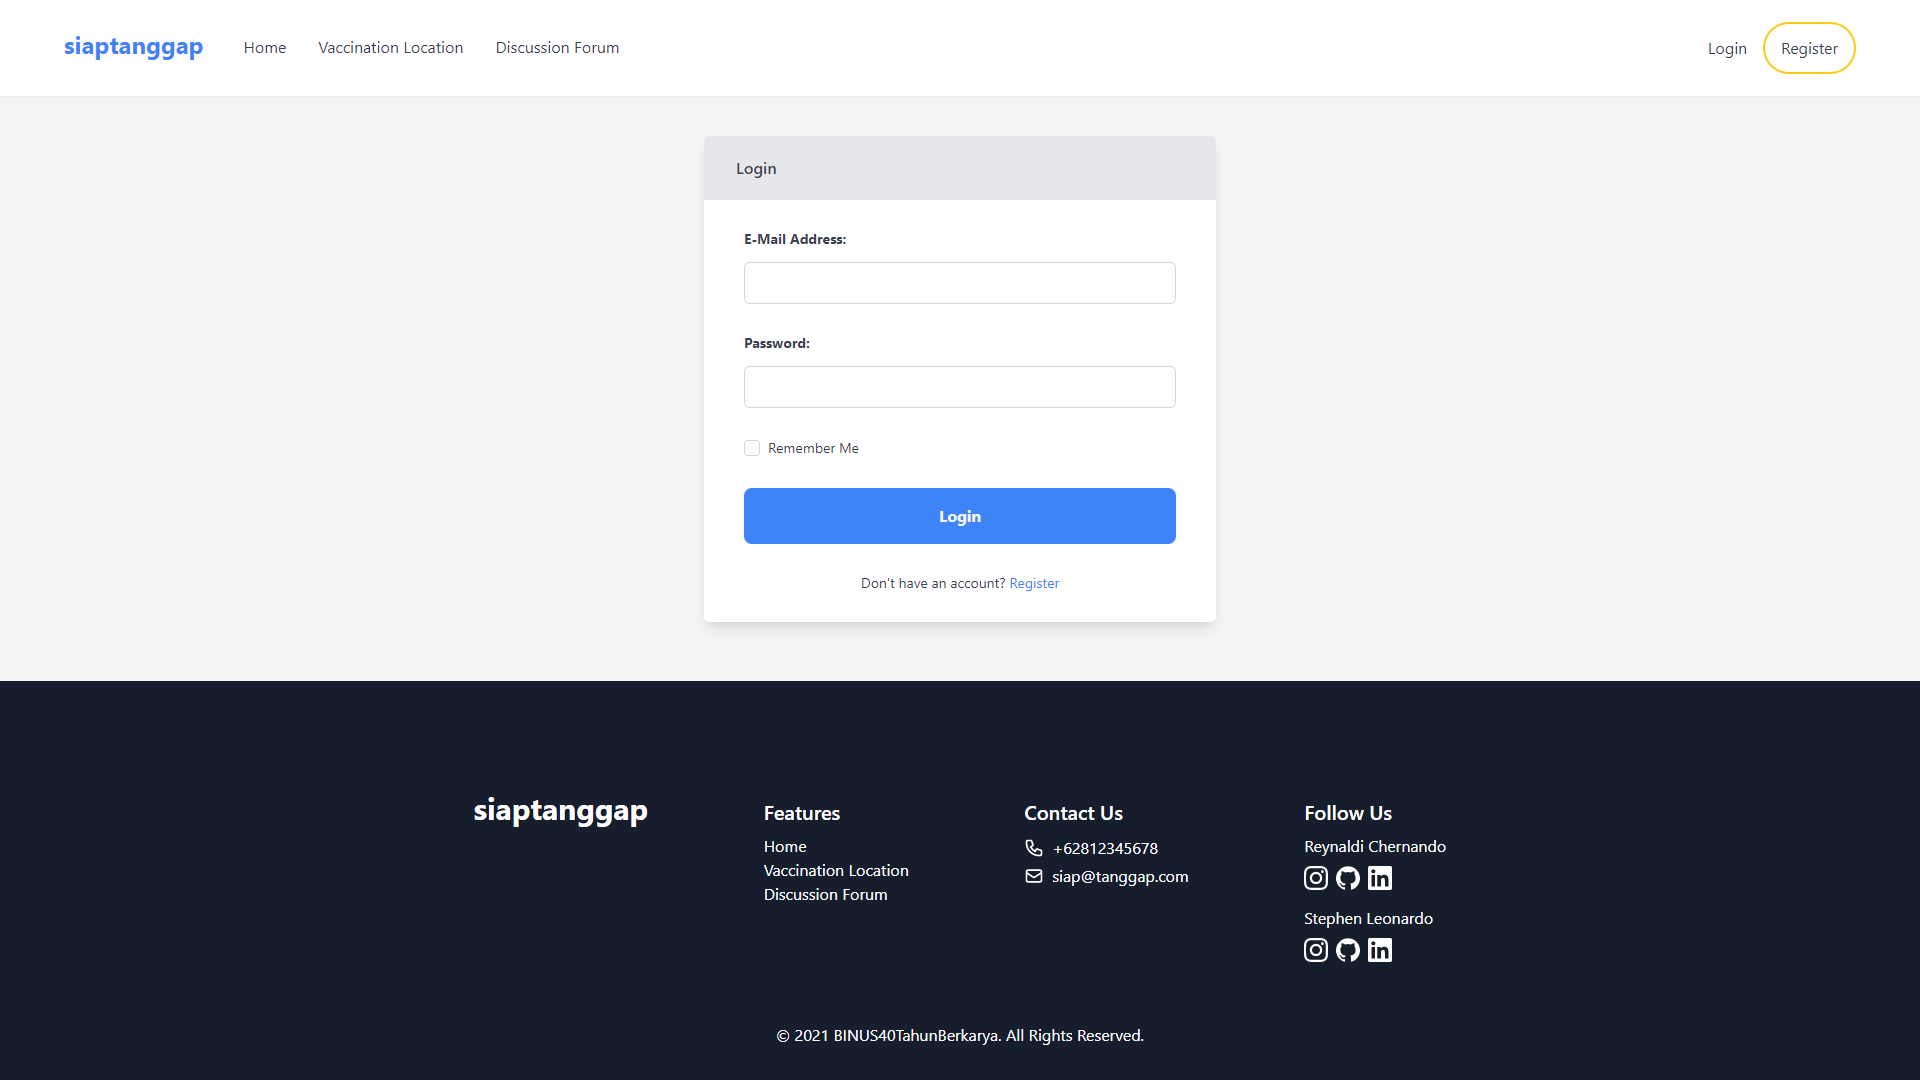 siaptanggap
Home
Vaccination Location
Discussion Forum
Login
Register
Login
E-Mail Address:
Password:
Remember Me
Login
Don't have an account? Register
siaptanggap
Features
Home
Vaccination Location
Discussion Forum
Contact Us
+62812345678
siap@tanggap.com
Follow Us
Reynaldi Chernando
Stephen Leonardo
© 2021 BINUS40TahunBerkarya. All Rights Reserved.